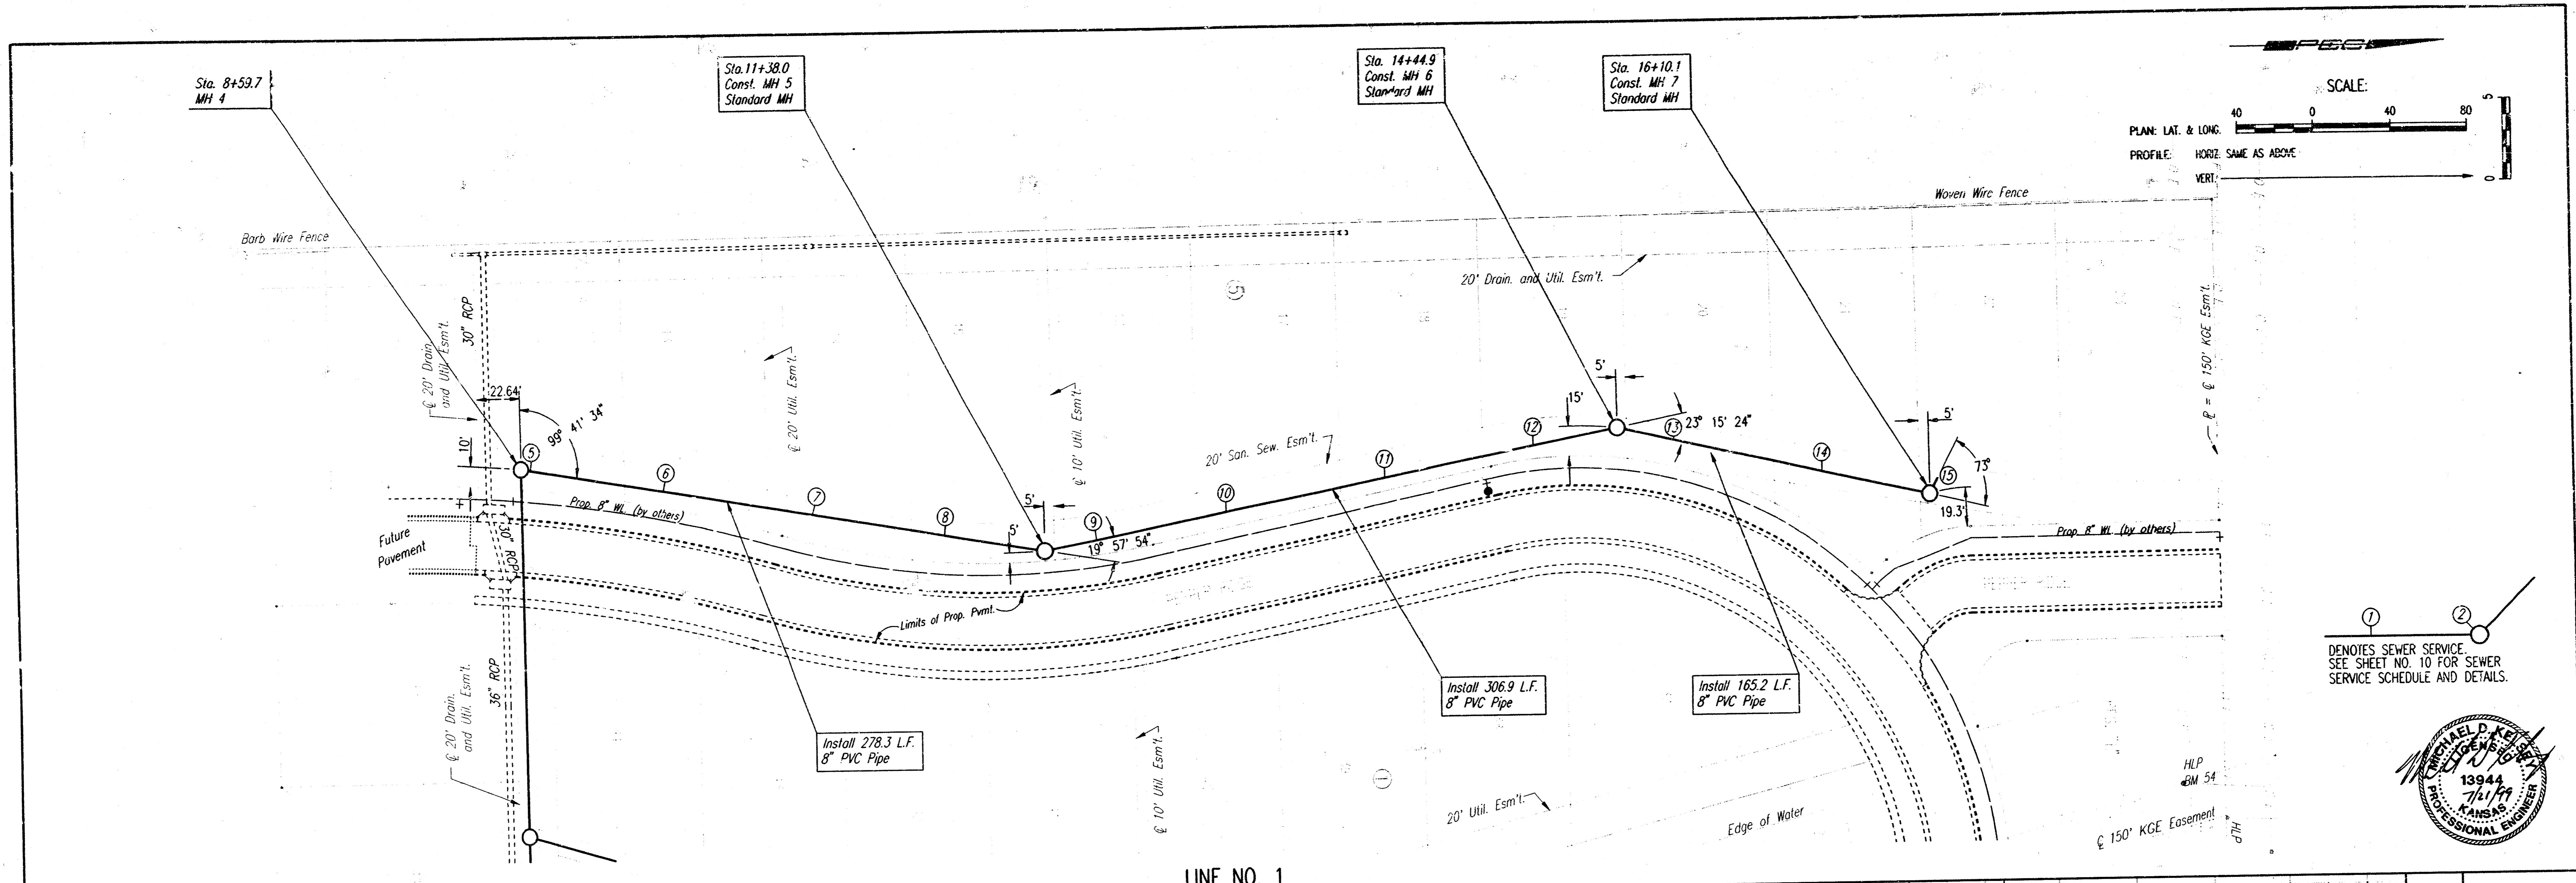 Sta. 8+59.7
MH 4
Sta. 11+38.0
Const. MH 5
Standard MH
Sta. 14+44.9
Const. MH 6
Standard MH
Sta. 16+10.1
Const. MH 7
Standard MH
PEC
SCALE:
40 0 40 80
PLAN: LAT. & LONG.
PROFILE: HORIZ. SAME AS ABOVE
VERT.
5
0
Woven Wire Fence
Barb Wire Fence
20' Drain. and Util. Esm't.
(5)
30" RCP
℄ 20' Drain.
and Util. Esm't.
22.64'
10'
99° 41' 34"
℄ 20' Util. Esm't.
℄ 10' Util. Esm't.
20' San. Sew. Esm't.
5'
15'
23° 15' 24"
5'
73°
19.3'
5'
5'
19° 57' 54"
5
6
7
8
9
10
11
12
13
14
15
℞ = ℄ 150' KGE Esm't.
Prop. 8" WL (by others)
Prop. 8" WL (by others)
Future
Pavement
30" RCP
Limits of Prop. Pvmt.
36" RCP
℄ 20' Drain.
and Util. Esm't.
Install 278.3 L.F.
8" PVC Pipe
Install 306.9 L.F.
8" PVC Pipe
Install 165.2 L.F.
8" PVC Pipe
1
2
DENOTES SEWER SERVICE.
SEE SHEET NO. 10 FOR SEWER
SERVICE SCHEDULE AND DETAILS.
℄ 10' Util. Esm't.
(1)
20' Util. Esm't.
Edge of Water
HLP
BM 54
℄ 150' KGE Easement
HLP
MICHAEL D. KELSEY
LICENSED
13944
7/21/99
KANSAS
PROFESSIONAL ENGINEER
LINE NO. 1